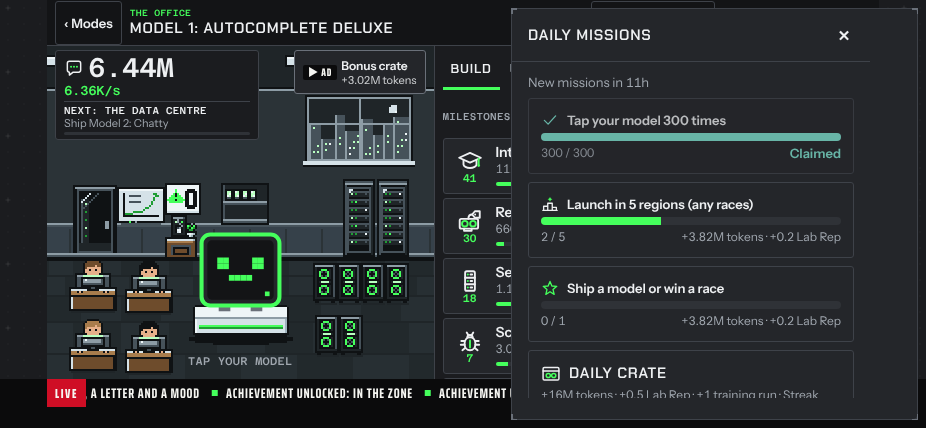 ‹ Modes
THE OFFICE
MODEL 1: AUTOCOMPLETE DELUXE
6.44M
6.36K/s
NEXT: THE DATA CENTRE
Ship Model 2: Chatty
AD
Bonus crate
+3.02M tokens
TAP YOUR MODEL
BUILD
MILESTONES
41
30
18
7
DAILY MISSIONS
×
New missions in 11h
Tap your model 300 times
300 / 300
Claimed
Launch in 5 regions (any races)
2 / 5
+3.82M tokens · +0.2 Lab Rep
Ship a model or win a race
0 / 1
+3.82M tokens · +0.2 Lab Rep
DAILY CRATE
+16M tokens · +0.5 Lab Rep · +1 training run · Streak
LIVE
, A LETTER AND A MOOD
ACHIEVEMENT UNLOCKED: IN THE ZONE
ACHIEVEMENT